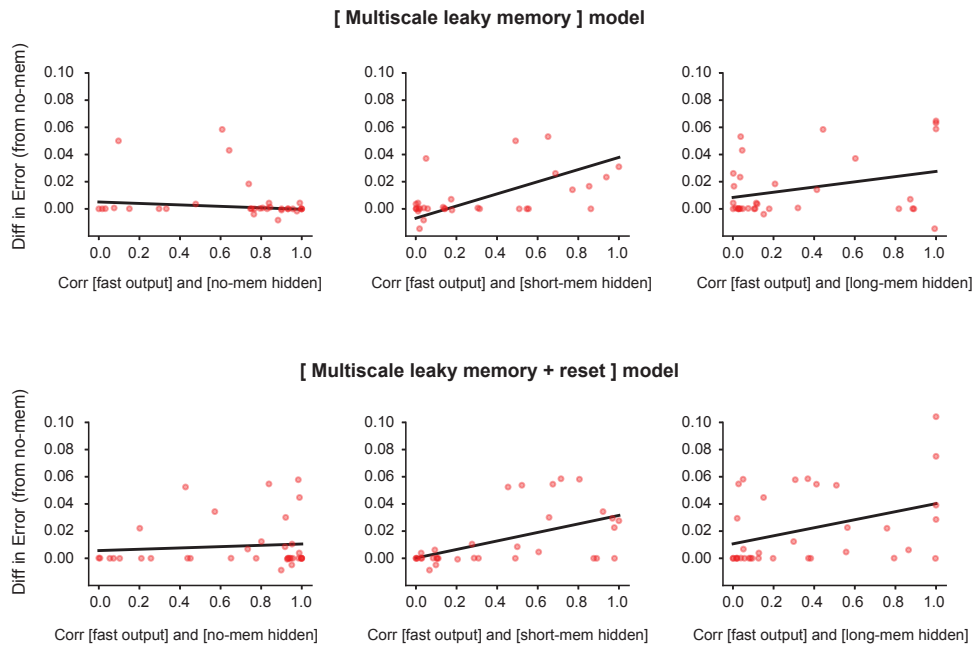 [ Multiscale leaky memory ] model
Diff in Error (from no-mem)
0.10
0.08
0.06
0.04
0.02
0.00
0.0 0.2 0.4 0.6 0.8 1.0
Corr [fast output] and [no-mem hidden]
0.10
0.08
0.06
0.04
0.02
0.00
0.0 0.2 0.4 0.6 0.8 1.0
Corr [fast output] and [short-mem hidden]
0.10
0.08
0.06
0.04
0.02
0.00
0.0 0.2 0.4 0.6 0.8 1.0
Corr [fast output] and [long-mem hidden]
[ Multiscale leaky memory + reset ] model
Diff in Error (from no-mem)
0.10
0.08
0.06
0.04
0.02
0.00
0.0 0.2 0.4 0.6 0.8 1.0
Corr [fast output] and [no-mem hidden]
0.10
0.08
0.06
0.04
0.02
0.00
0.0 0.2 0.4 0.6 0.8 1.0
Corr [fast output] and [short-mem hidden]
0.10
0.08
0.06
0.04
0.02
0.00
0.0 0.2 0.4 0.6 0.8 1.0
Corr [fast output] and [long-mem hidden]